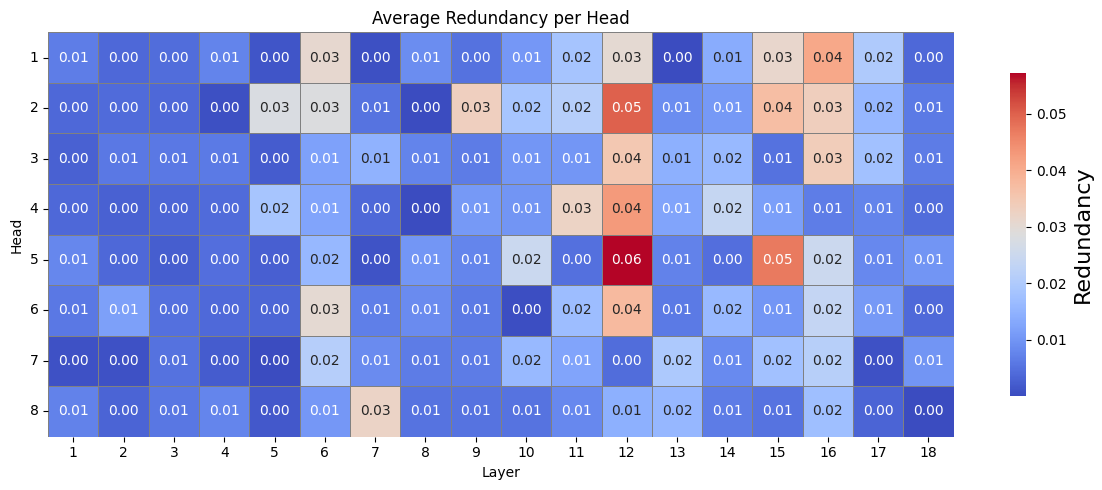 Average Redundancy per Head
1 0.01 0.00 0.00 0.01 0.00 0.03 0.00 0.01 0.00 0.01 0.02 0.03 0.00 0.01 0.03 0.04 0.02 0.00
2 0.00 0.00 0.00 0.00 0.03 0.03 0.01 0.00 0.03 0.02 0.02 0.05 0.01 0.01 0.04 0.03 0.02 0.01
3 0.00 0.01 0.01 0.01 0.00 0.01 0.01 0.01 0.01 0.01 0.01 0.04 0.01 0.02 0.01 0.03 0.02 0.01
4 0.00 0.00 0.00 0.00 0.02 0.01 0.00 0.00 0.01 0.01 0.03 0.04 0.01 0.02 0.01 0.01 0.01 0.00
5 0.01 0.00 0.00 0.00 0.00 0.02 0.00 0.01 0.01 0.02 0.00 0.06 0.01 0.00 0.05 0.02 0.01 0.01
6 0.01 0.01 0.00 0.00 0.00 0.03 0.01 0.01 0.01 0.00 0.02 0.04 0.01 0.02 0.01 0.02 0.01 0.00
7 0.00 0.00 0.01 0.00 0.00 0.02 0.01 0.01 0.01 0.02 0.01 0.00 0.02 0.01 0.02 0.02 0.00 0.01
8 0.01 0.00 0.01 0.01 0.00 0.01 0.03 0.01 0.01 0.01 0.01 0.01 0.02 0.01 0.01 0.02 0.00 0.00
1 2 3 4 5 6 7 8 9 10 11 12 13 14 15 16 17 18
Layer
Head
0.05
0.04
0.03
0.02
0.01
Redundancy